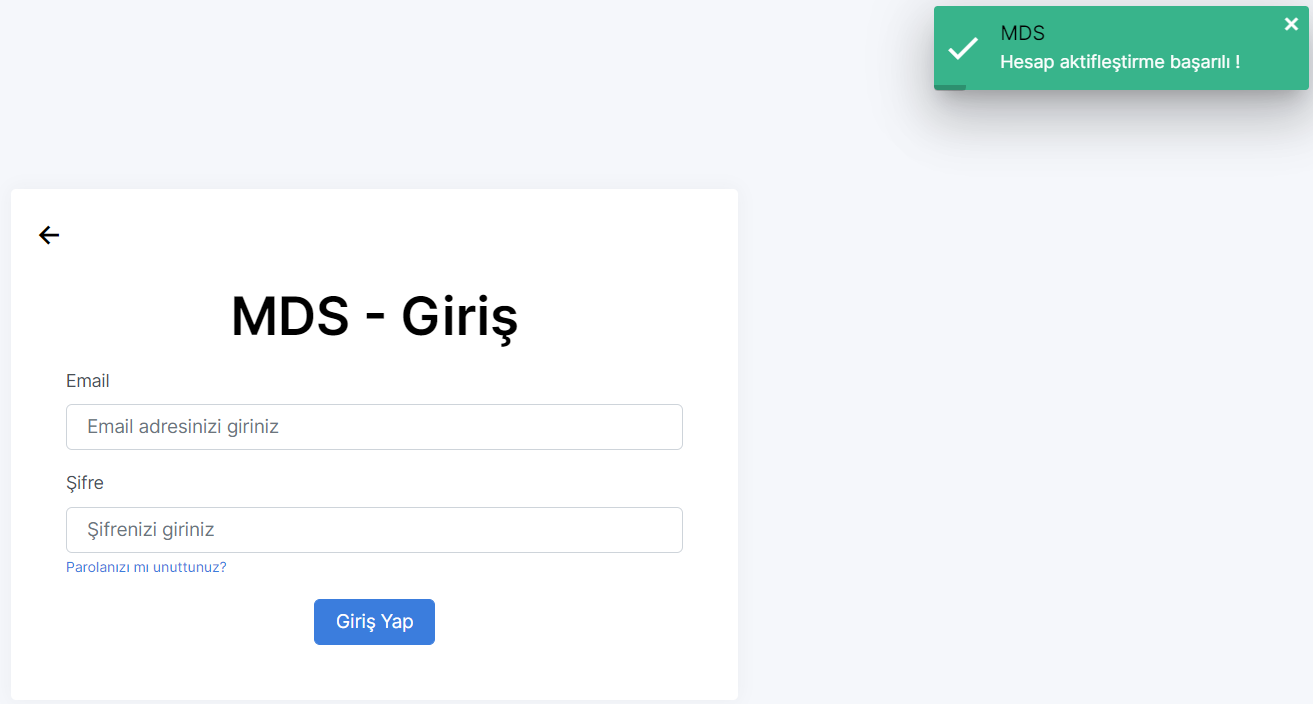 MDS
Hesap aktifleştirme başarılı !
MDS - Giriş
Email
Email adresinizi giriniz
Şifre
Şifrenizi giriniz
Parolanızı mı unuttunuz?
Giriş Yap